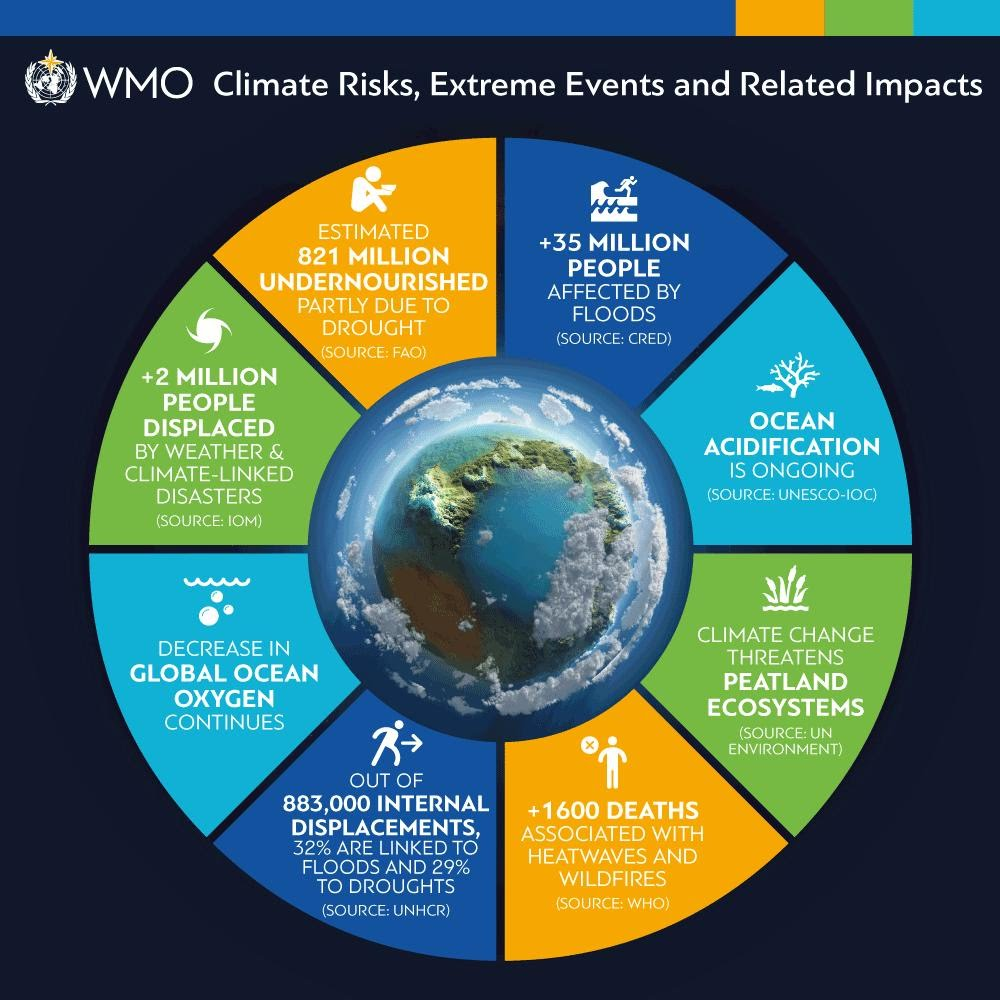 WMO Climate Risks, Extreme Events and Related Impacts
ESTIMATED
821 MILLION
UNDERNOURISHED
PARTLY DUE TO
DROUGHT
(SOURCE: FAO)
+35 MILLION
PEOPLE
AFFECTED BY
FLOODS
(SOURCE: CRED)
OCEAN
ACIDIFICATION
IS ONGOING
(SOURCE: UNESCO-IOC)
CLIMATE CHANGE
THREATENS
PEATLAND
ECOSYSTEMS
(SOURCE: UN
ENVIRONMENT)
+1600 DEATHS
ASSOCIATED WITH
HEATWAVES AND
WILDFIRES
(SOURCE: WHO)
OUT OF
883,000 INTERNAL
DISPLACEMENTS,
32% ARE LINKED TO
FLOODS AND 29%
TO DROUGHTS
(SOURCE: UNHCR)
DECREASE IN
GLOBAL OCEAN
OXYGEN
CONTINUES
+2 MILLION
PEOPLE
DISPLACED
BY WEATHER &
CLIMATE-LINKED
DISASTERS
(SOURCE: IOM)